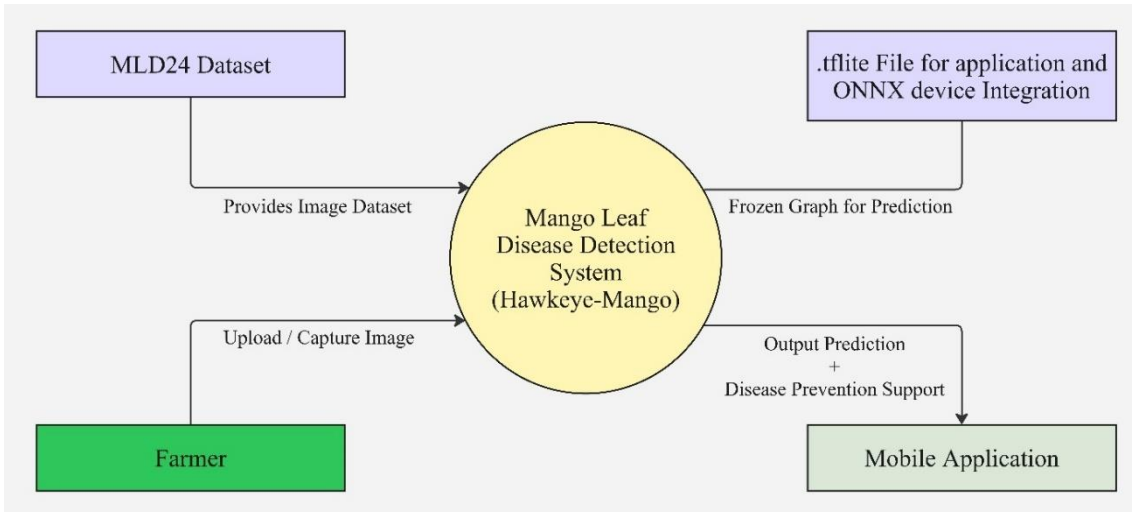 MLD24 Dataset
.tflite File for application and
ONNX device Integration
Provides Image Dataset
Frozen Graph for Prediction
Mango Leaf
Disease Detection
System
(Hawkeye-Mango)
Upload / Capture Image
Output Prediction
+
Disease Prevention Support
Farmer
Mobile Application